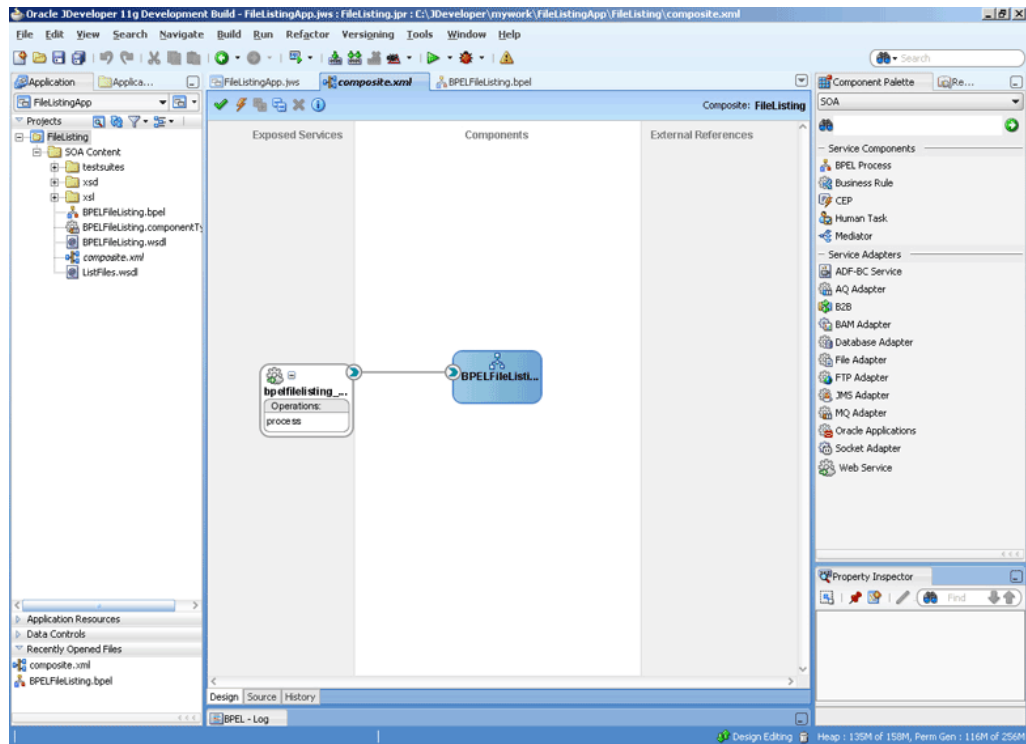 Oracle JDeveloper 11g Development Build - FileListingApp.jws : FileListing.jpr : C:\JDeveloper\mywork\FileListingApp\FileListing\composite.xml
File Edit View Search Navigate Build Run Refactor Versioning Tools Window Help
Search
Application Applica...
FileListingApp
Projects
FileListing
SOA Content
testsuites
xsd
xsl
BPELFileListing.bpel
BPELFileListing.componentTy
BPELFileListing.wsdl
composite.xml
ListFiles.wsdl
Application Resources
Data Controls
Recently Opened Files
composite.xml
BPELFileListing.bpel
FileListingApp.jws composite.xml BPELFileListing.bpel
Composite: FileListing
Exposed Services Components External References
bpelfilelisting_...
Operations:
process
BPELFileListi...
Design Source History
BPEL - Log
Component Palette Re...
SOA
Service Components
BPEL Process
Business Rule
CEP
Human Task
Mediator
Service Adapters
ADF-BC Service
AQ Adapter
B2B
BAM Adapter
Database Adapter
File Adapter
FTP Adapter
JMS Adapter
MQ Adapter
Oracle Applications
Socket Adapter
Web Service
Property Inspector
Find
Design Editing Heap : 135M of 158M, Perm Gen : 116M of 256M